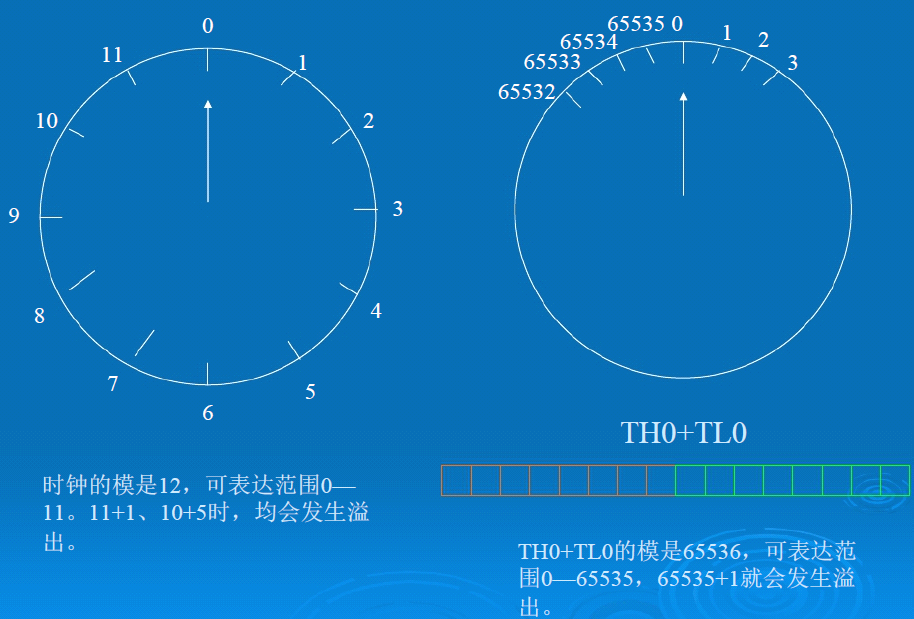 0
1
2
3
4
5
6
7
8
9
10
11
65532
65533
65534
65535 0
1
2
3
时钟的模是12，可表达范围0—
11。11+1、10+5时，均会发生溢
出。
TH0+TL0
TH0+TL0的模是65536，可表达范
围0—65535，65535+1就会发生溢
出。